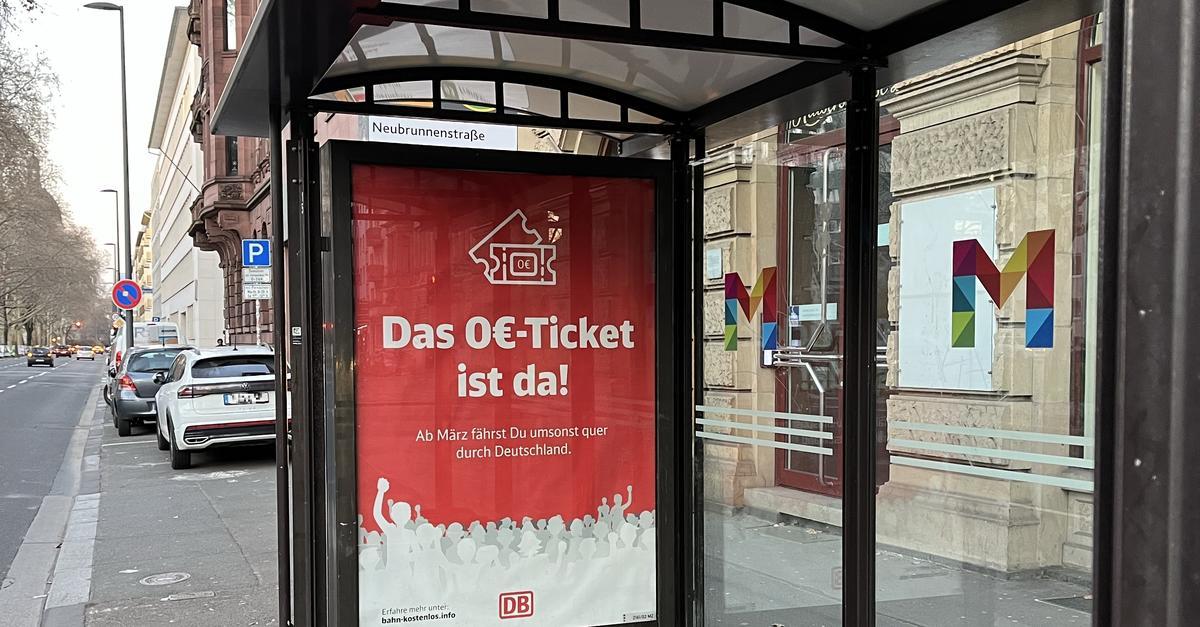 Neubrunnenstraße
P
0€
Das 0€-Ticket
ist da!
Ab März fährst Du umsonst quer
durch Deutschland.
Erfahre mehr unter:
bahn-kostenlos.info
DB
M
M